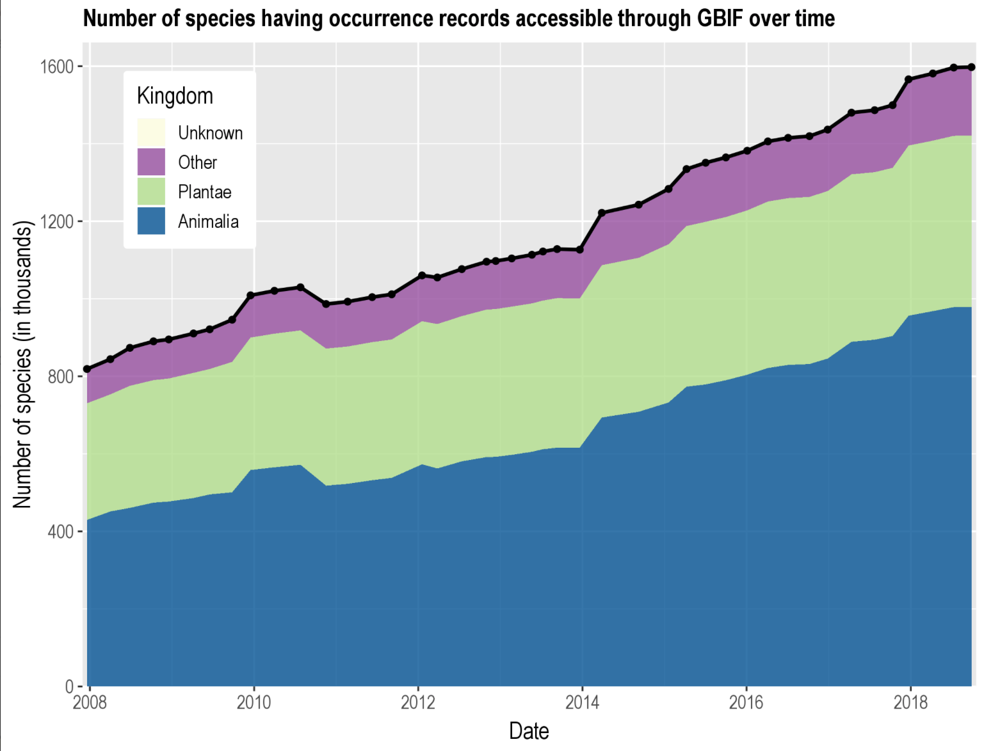 Number of species having occurrence records accessible through GBIF over time
1600
1200
800
400
0
Number of species (in thousands)
Kingdom
Unknown
Other
Plantae
Animalia
2008 2010 2012 2014 2016 2018
Date